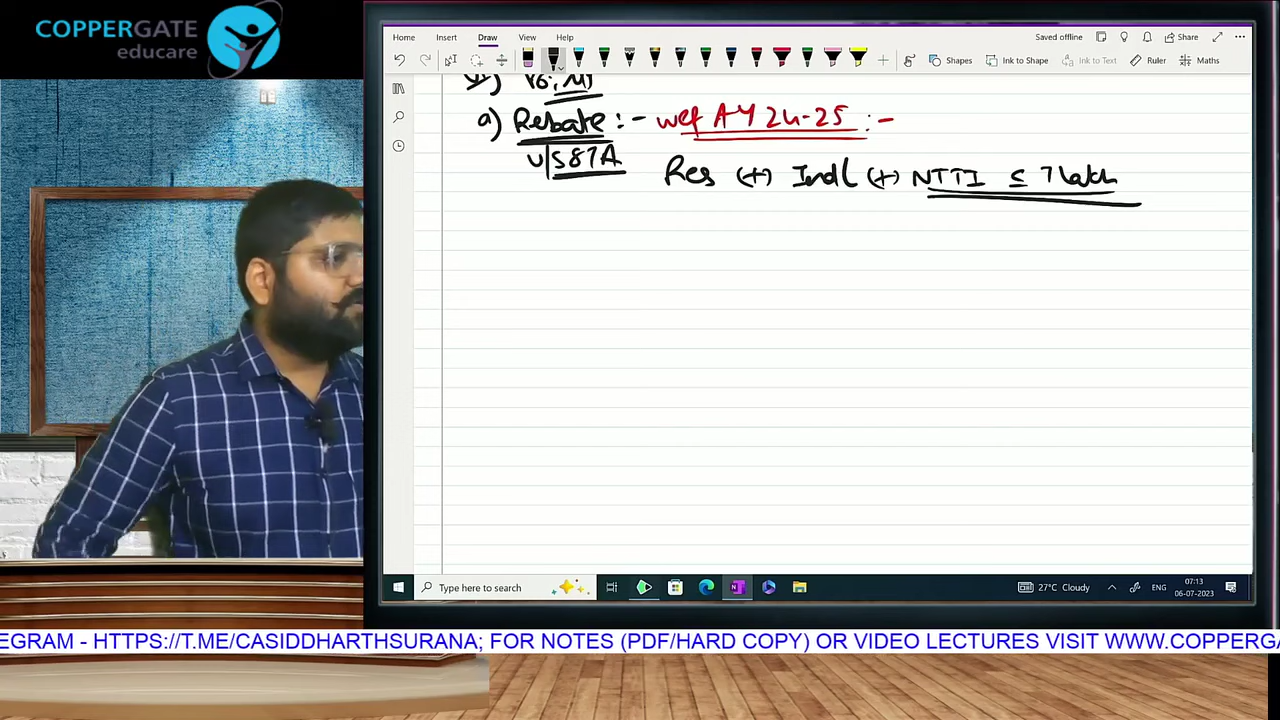 COPPERGATE
educare
Home Insert Draw View Help
Saved offline
Share
Shapes
Ink to Shape
Ink to Text
Ruler
Maths
a) Rebate :- wef AY 24-25 :-
u/s 87A
Res (+) Indl (+) NTTI ≤ 7 lakh
Type here to search
27°C Cloudy
ENG
07:13
06-07-2023
EGRAM - HTTPS://T.ME/CASIDDHARTHSURANA; FOR NOTES (PDF/HARD COPY) OR VIDEO LECTURES VISIT WWW.COPPERGA